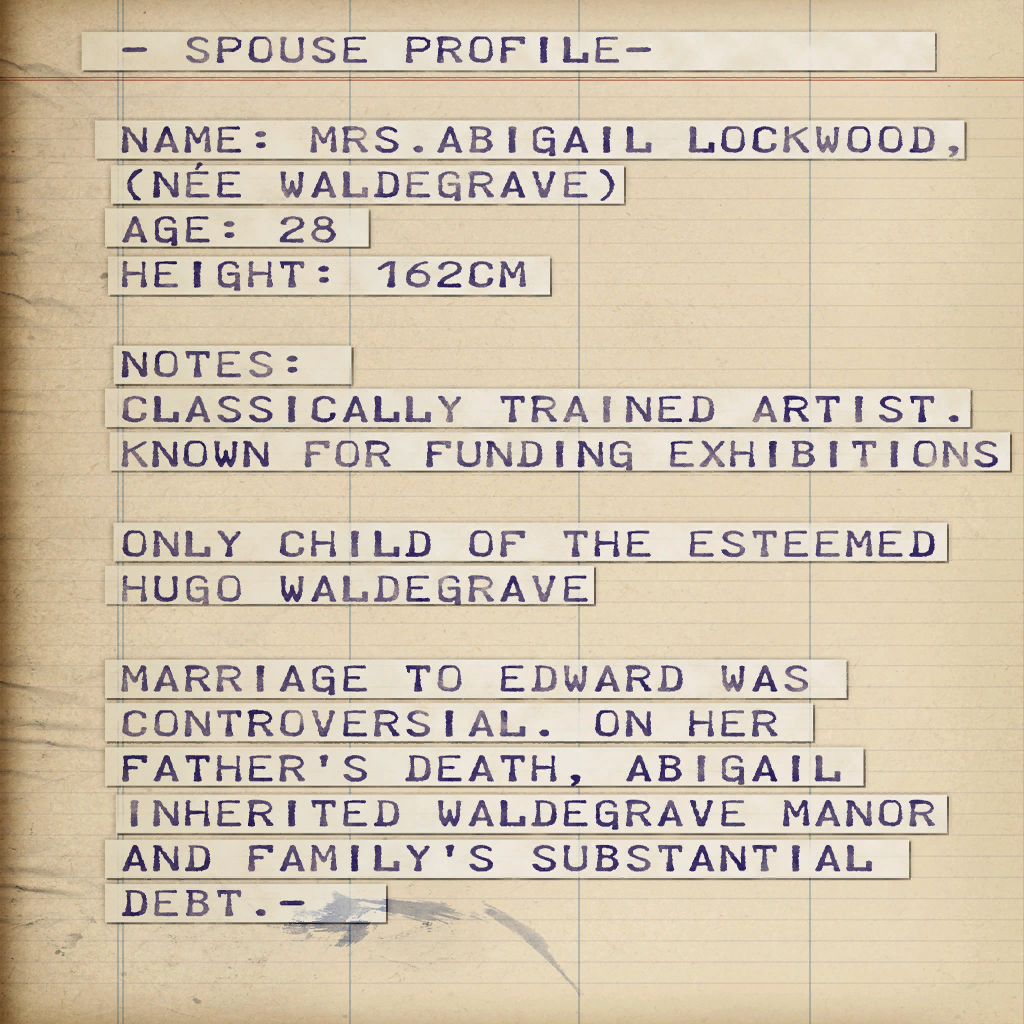 - SPOUSE PROFILE-
NAME: MRS.ABIGAIL LOCKWOOD,
(NÉE WALDEGRAVE)
AGE: 28
HEIGHT: 162CM
NOTES:
CLASSICALLY TRAINED ARTIST.
KNOWN FOR FUNDING EXHIBITIONS
ONLY CHILD OF THE ESTEEMED
HUGO WALDEGRAVE
MARRIAGE TO EDWARD WAS
CONTROVERSIAL. ON HER
FATHER'S DEATH, ABIGAIL
INHERITED WALDEGRAVE MANOR
AND FAMILY'S SUBSTANTIAL
DEBT.-